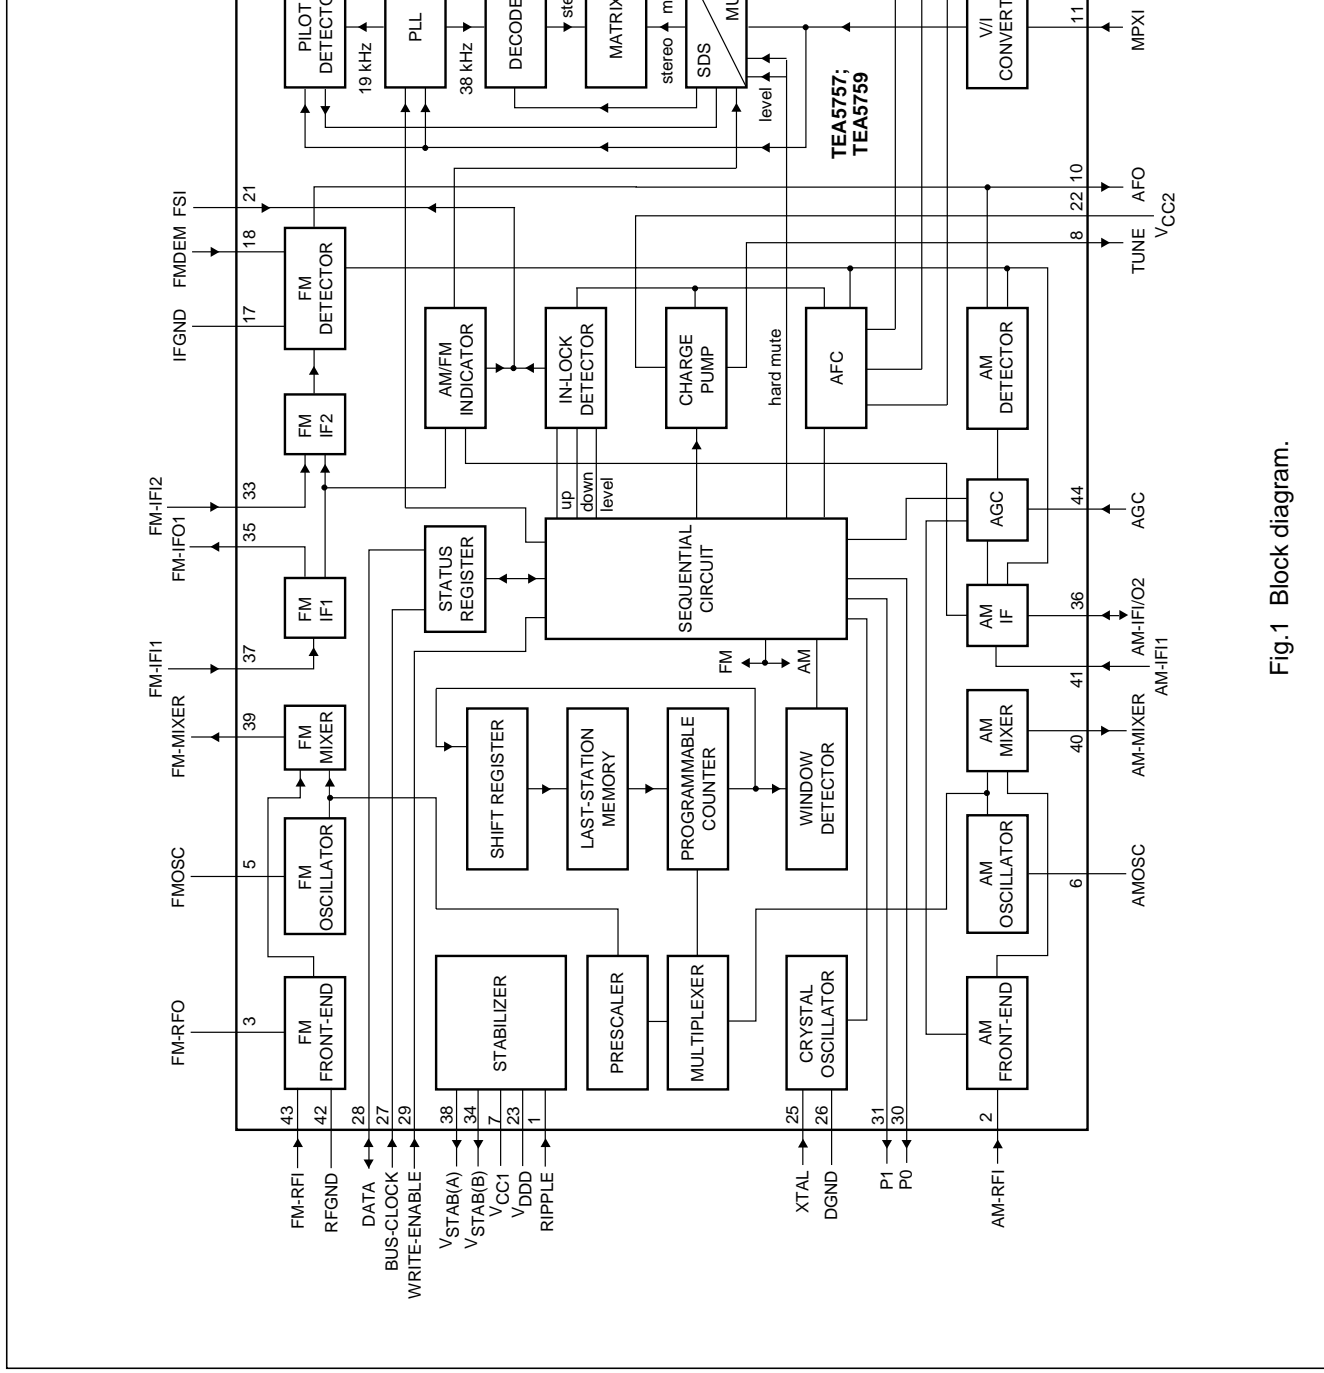 FM-RFI
43
RFGND
42
DATA
28
BUS-CLOCK
27
WRITE-ENABLE
29
VSTAB(A)
38
VSTAB(B)
34
VCC1
7
VDDD
23
RIPPLE
1
XTAL
25
DGND
26
P1
31
P0
30
AM-RFI
2
FM-RFO
3
FMOSC
5
FM-MIXER
39
FM-IFI1
37
FM-IFO1
35
FM-IFI2
33
IFGND
17
FMDEM
18
FSI
21
FM
FRONT-END
FM
OSCILLATOR
FM
MIXER
FM
IF1
FM
IF2
FM
DETECTOR
PILOT
19 kHz
PLL
38 kHz
STABILIZER
STATUS
REGISTER
AM/FM
INDICATOR
SHIFT REGISTER
LAST-STATION
MEMORY
PROGRAMMABLE
COUNTER
WINDOW
DETECTOR
PRESCALER
MULTIPLEXER
CRYSTAL
OSCILLATOR
SEQUENTIAL
CIRCUIT
FM
AM
up
down
level
IN-LOCK
DETECTOR
CHARGE
PUMP
hard mute
AFC
MATRIX
stereo
SDS
level
TEA5757;
TEA5759
V/I
AM
FRONT-END
AM
OSCILLATOR
AM
MIXER
AM
IF
AGC
AM
DETECTOR
6
AMOSC
40
AM-MIXER
41
AM-IFI1
36
AM-IFI/O2
44
AGC
8
TUNE
22
VCC2
10
AFO
11
MPXI
Fig.1 Block diagram.